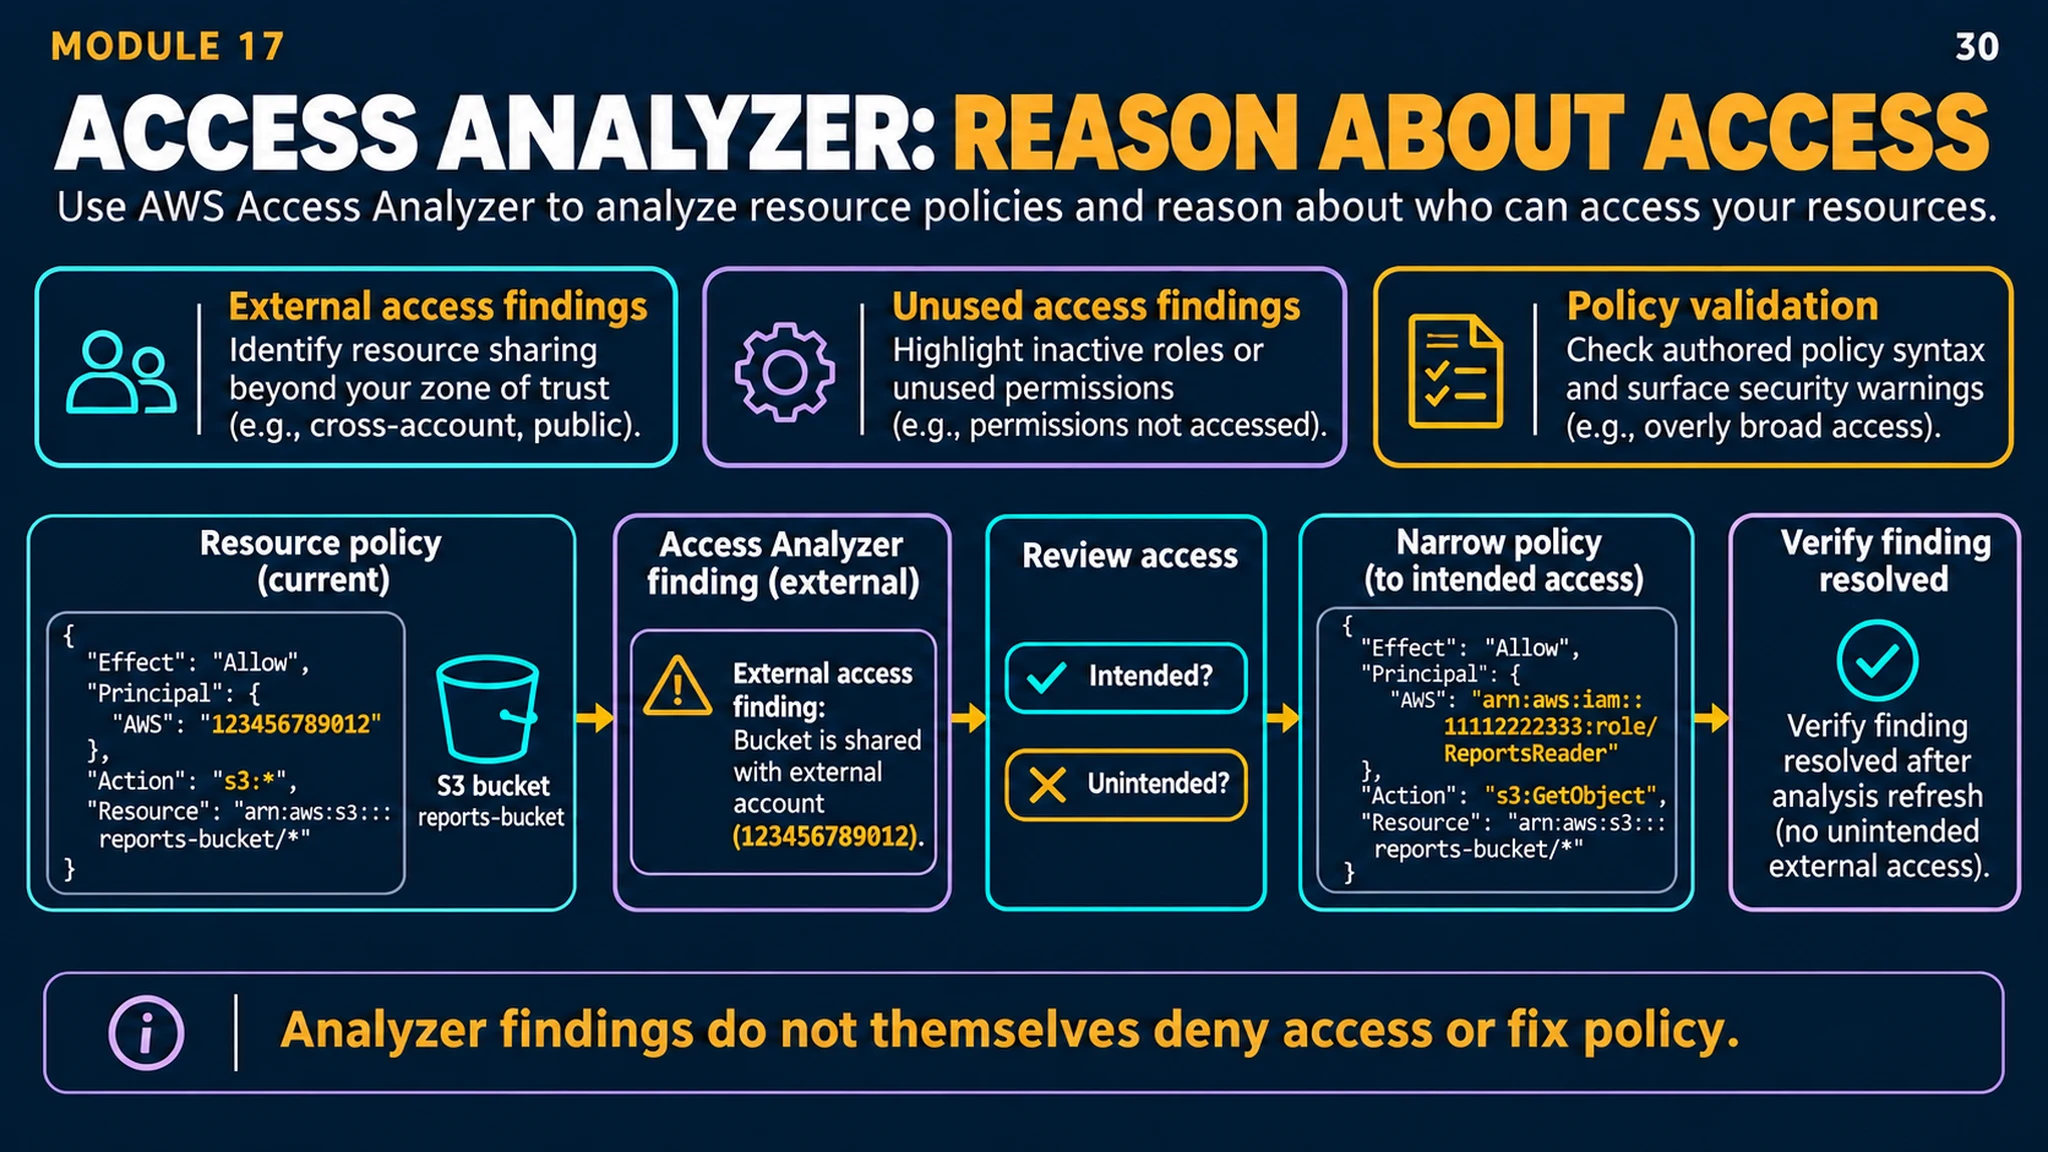 MODULE 17
30
ACCESS ANALYZER: REASON ABOUT ACCESS
Use AWS Access Analyzer to analyze resource policies and reason about who can access your resources.
External access findings
Identify resource sharing
beyond your zone of trust
(e.g., cross-account, public).
Unused access findings
Highlight inactive roles or
unused permissions
(e.g., permissions not accessed).
Policy validation
Check authored policy syntax
and surface security warnings
(e.g., overly broad access).
Resource policy
(current)
{
"Effect": "Allow",
"Principal": {
"AWS": "123456789012"
},
"Action": "s3:*",
"Resource": "arn:aws:s3:::
reports-bucket/*"
}
S3 bucket
reports-bucket
Access Analyzer
finding (external)
External access
finding:
Bucket is shared
with external
account
(123456789012).
Review access
Intended?
Unintended?
Narrow policy
(to intended access)
{
"Effect": "Allow",
"Principal": {
"AWS": "arn:aws:iam::
11112222333:role/
ReportsReader"
},
"Action": "s3:GetObject",
"Resource": "arn:aws:s3:::
reports-bucket/*"
}
Verify finding
resolved
Verify finding
resolved after
analysis refresh
(no unintended
external access).
Analyzer findings do not themselves deny access or fix policy.